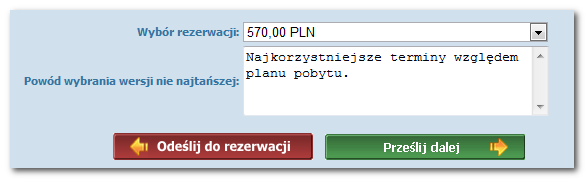 Wybór rezerwacji: 570,00 PLN
Powód wybrania wersji nie najtańszej: Najkorzystniejsze terminy względem
planu pobytu.
Odeślij do rezerwacji Prześlij dalej